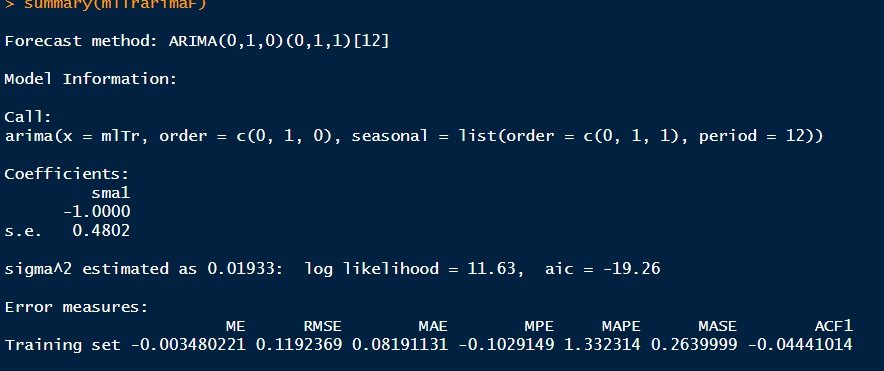 > summary(mlTrarimaF)
Forecast method: ARIMA(0,1,0)(0,1,1)[12]
Model Information:
Call:
arima(x = mlTr, order = c(0, 1, 0), seasonal = list(order = c(0, 1, 1), period = 12))
Coefficients:
sma1
-1.0000
s.e. 0.4802
sigma^2 estimated as 0.01933: log likelihood = 11.63, aic = -19.26
Error measures:
ME RMSE MAE MPE MAPE MASE ACF1
Training set -0.003480221 0.1192369 0.08191131 -0.1029149 1.332314 0.2639999 -0.04441014